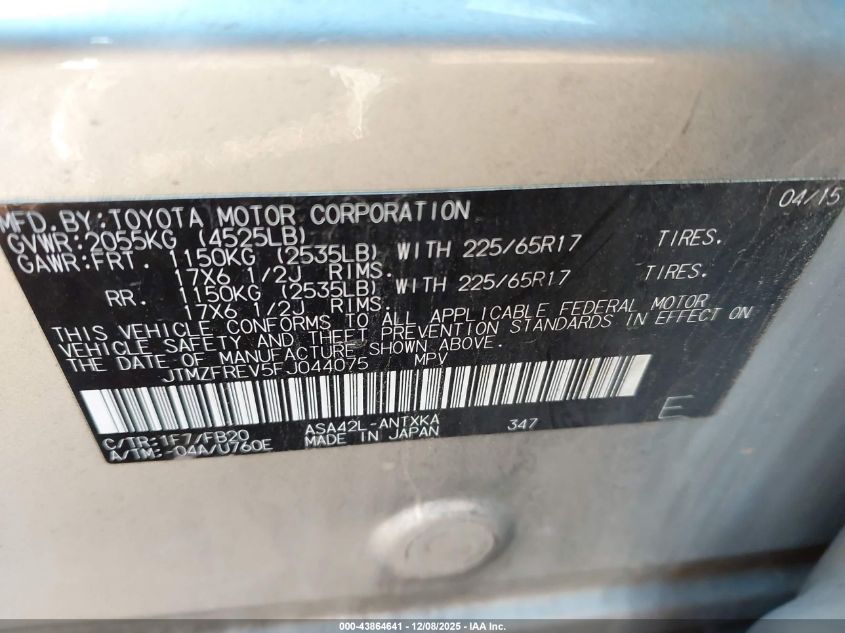 04/15
MFD. BY: TOYOTA MOTOR CORPORATION
GVWR: 2055KG (4525LB)
GAWR: FRT. 1150KG (2535LB) WITH 225/65R17 TIRES.
17X6 1/2J RIMS.
RR. 1150KG (2535LB) WITH 225/65R17 TIRES.
17X6 1/2J RIMS.
THIS VEHICLE CONFORMS TO ALL APPLICABLE FEDERAL MOTOR
VEHICLE SAFETY AND THEFT PREVENTION STANDARDS IN EFFECT ON
THE DATE OF MANUFACTURE SHOWN ABOVE.
JTMZFREV5FJ044075 MPV
C/TR: 1F7/FB20 ASA42L-ANTXKA 347 E
A/TM: -04A/U760E MADE IN JAPAN
000-43864641 | 12/08/2025 - © IAA Inc.